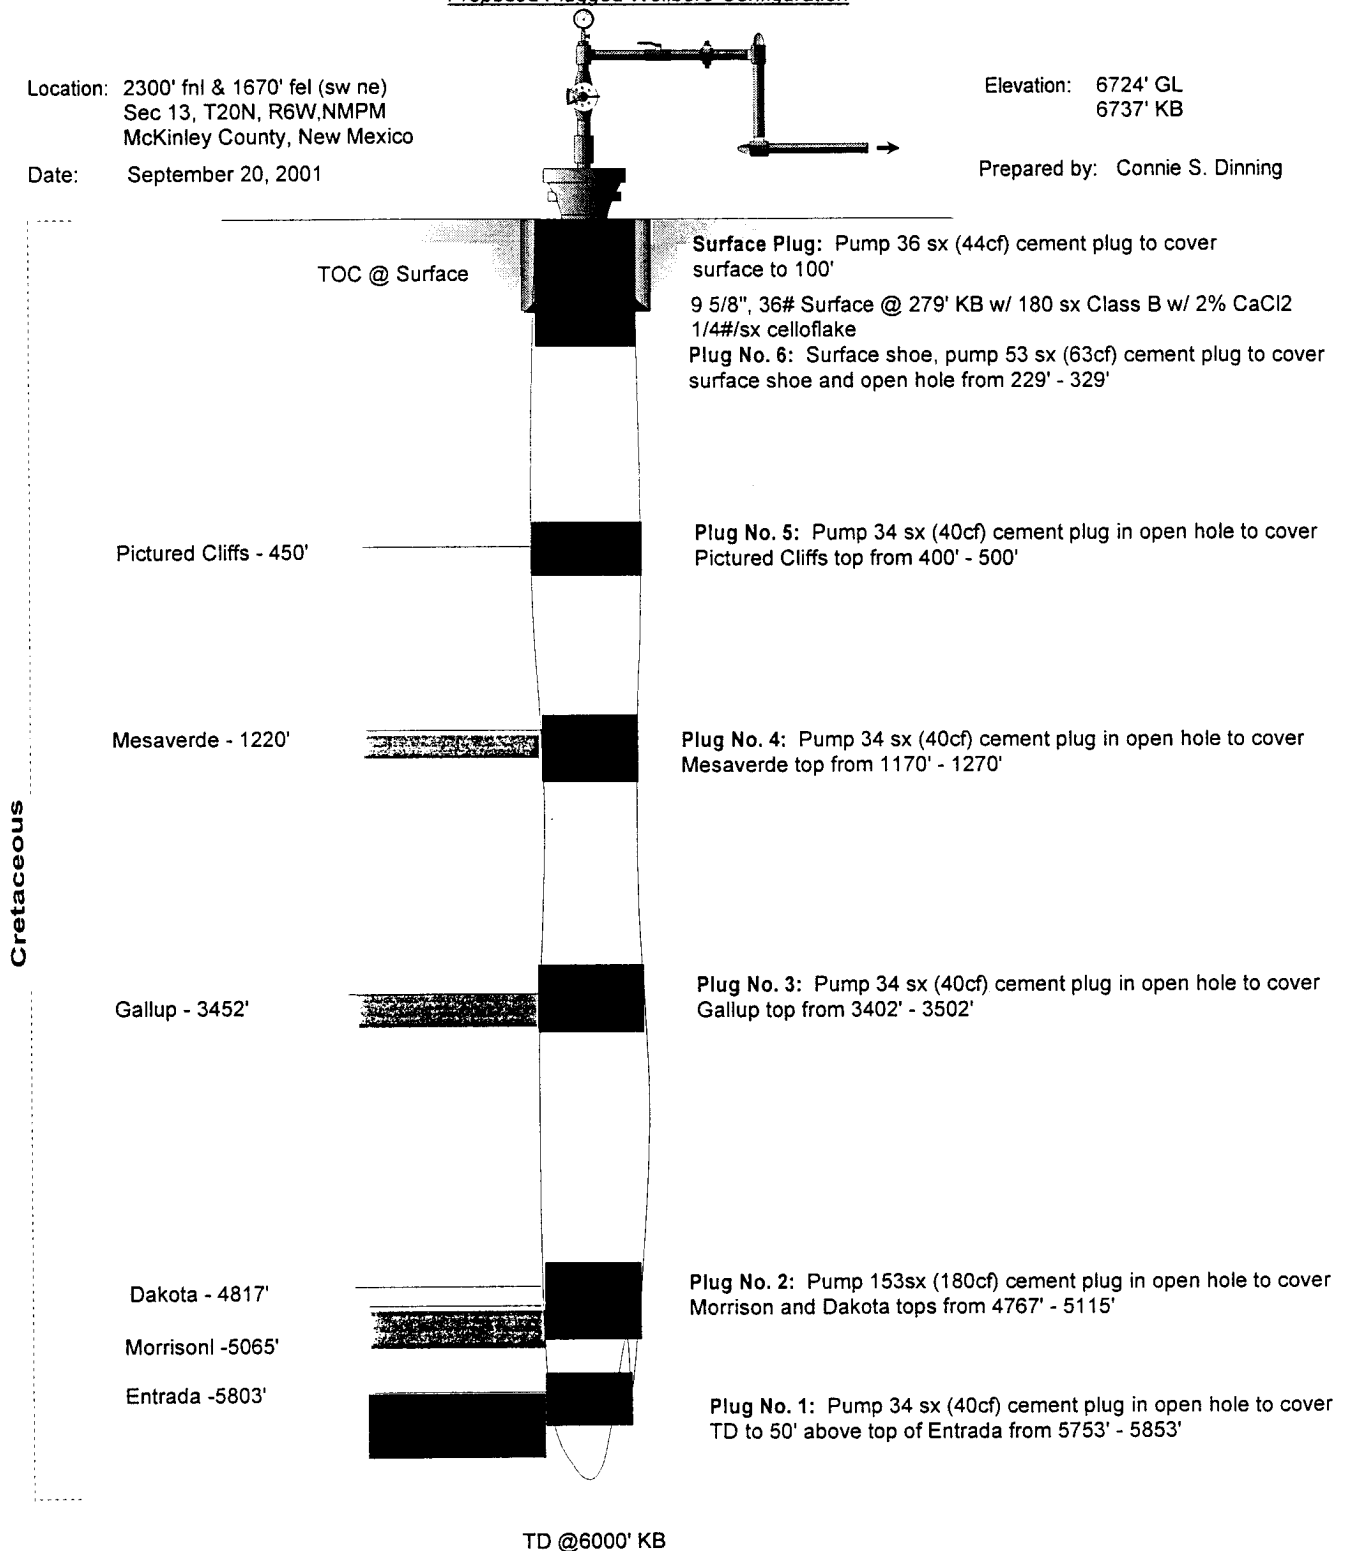 Proposed Plugged Wellbore Configuration
Location: 2300' fnl & 1670' fel (sw ne)
Sec 13, T20N, R6W,NMPM
McKinley County, New Mexico
Date: September 20, 2001
Elevation: 6724' GL
6737' KB
Prepared by: Connie S. Dinning
TOC @ Surface
Surface Plug: Pump 36 sx (44cf) cement plug to cover
surface to 100'
9 5/8", 36# Surface @ 279' KB w/ 180 sx Class B w/ 2% CaCl2
1/4#/sx celloflake
Plug No. 6: Surface shoe, pump 53 sx (63cf) cement plug to cover
surface shoe and open hole from 229' - 329'
Pictured Cliffs - 450'
Plug No. 5: Pump 34 sx (40cf) cement plug in open hole to cover
Pictured Cliffs top from 400' - 500'
Mesaverde - 1220'
Plug No. 4: Pump 34 sx (40cf) cement plug in open hole to cover
Mesaverde top from 1170' - 1270'
Cretaceous
Gallup - 3452'
Plug No. 3: Pump 34 sx (40cf) cement plug in open hole to cover
Gallup top from 3402' - 3502'
Dakota - 4817'
Morrisonl -5065'
Plug No. 2: Pump 153sx (180cf) cement plug in open hole to cover
Morrison and Dakota tops from 4767' - 5115'
Entrada -5803'
Plug No. 1: Pump 34 sx (40cf) cement plug in open hole to cover
TD to 50' above top of Entrada from 5753' - 5853'
TD @6000' KB